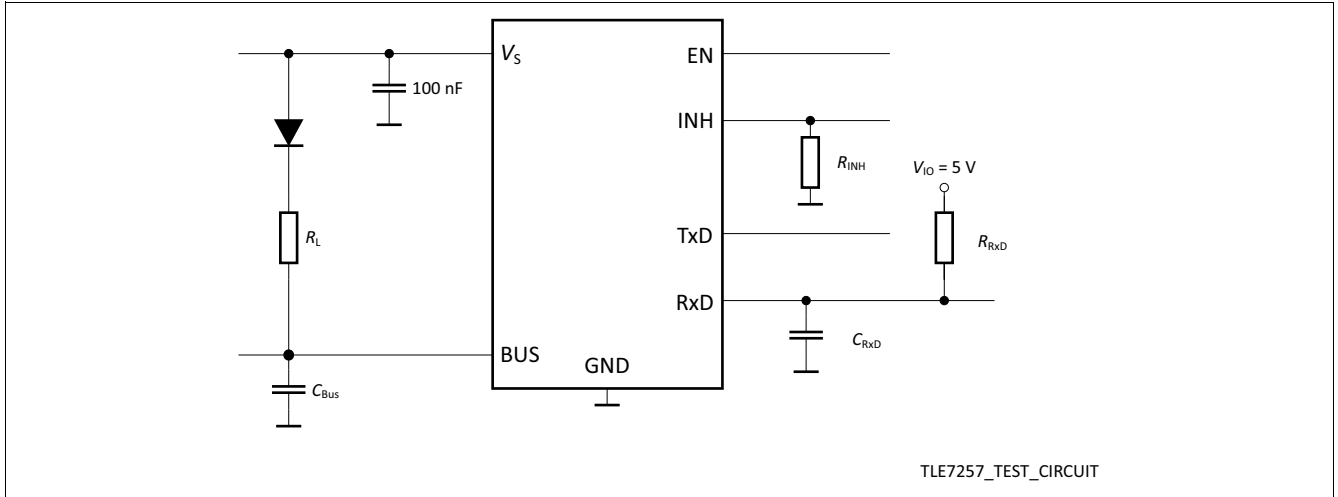 VS
EN
100 nF
INH
RINH
VIO = 5 V
RL
TxD
RRxD
RxD
CRxD
BUS
GND
CBus
TLE7257_TEST_CIRCUIT